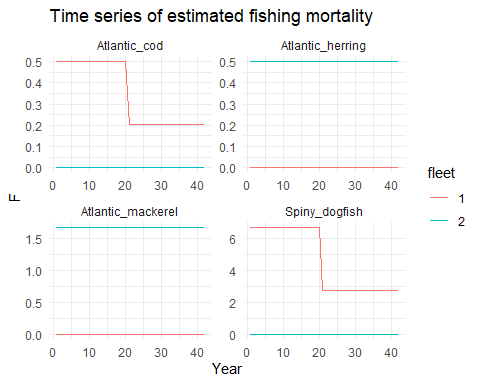 Time series of estimated fishing mortality
Atlantic_cod Atlantic_herring
0.5 0.5
0.4 0.4
0.3 0.3
0.2 0.2
0.1 0.1
0.0 0.0
0 10 20 30 40 0 10 20 30 40
fleet
1
2
F
Atlantic_mackerel Spiny_dogfish
1.5 6
1.0 4
0.5 2
0.0 0
0 10 20 30 40 0 10 20 30 40
Year